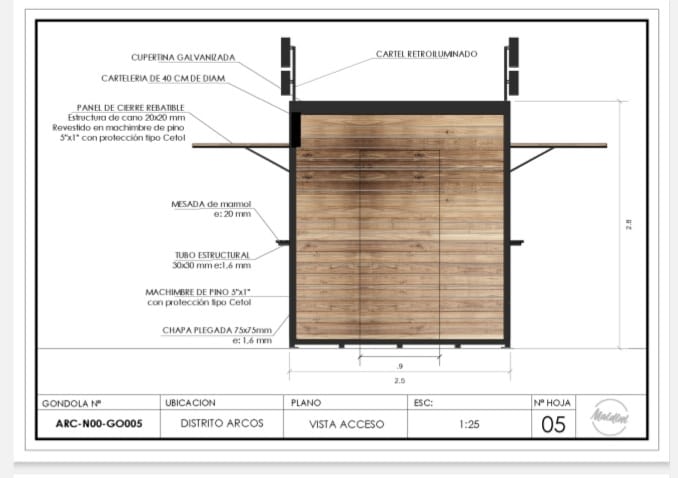 CUPERTINA GALVANIZADA
CARTEL RETROILUMINADO
CARTELERIA DE 40 CM DE DIAM
PANEL DE CIERRE REBATIBLE
Estructura de cano 20x20 mm
Revestido en machimbre de pino
5"x1" con protección tipo Cetol
MESADA de marmol
e: 20 mm
TUBO ESTRUCTURAL
30x30 mm e:1,6 mm
MACHIMBRE DE PINO 5"x1"
con protección tipo Cetol
CHAPA PLEGADA 75x75mm
e: 1,6 mm
2.8
.9
2.5
GONDOLA Nº
ARC-N00-GO005
UBICACION
DISTRITO ARCOS
PLANO
VISTA ACCESO
ESC:
1:25
Nº HOJA
05